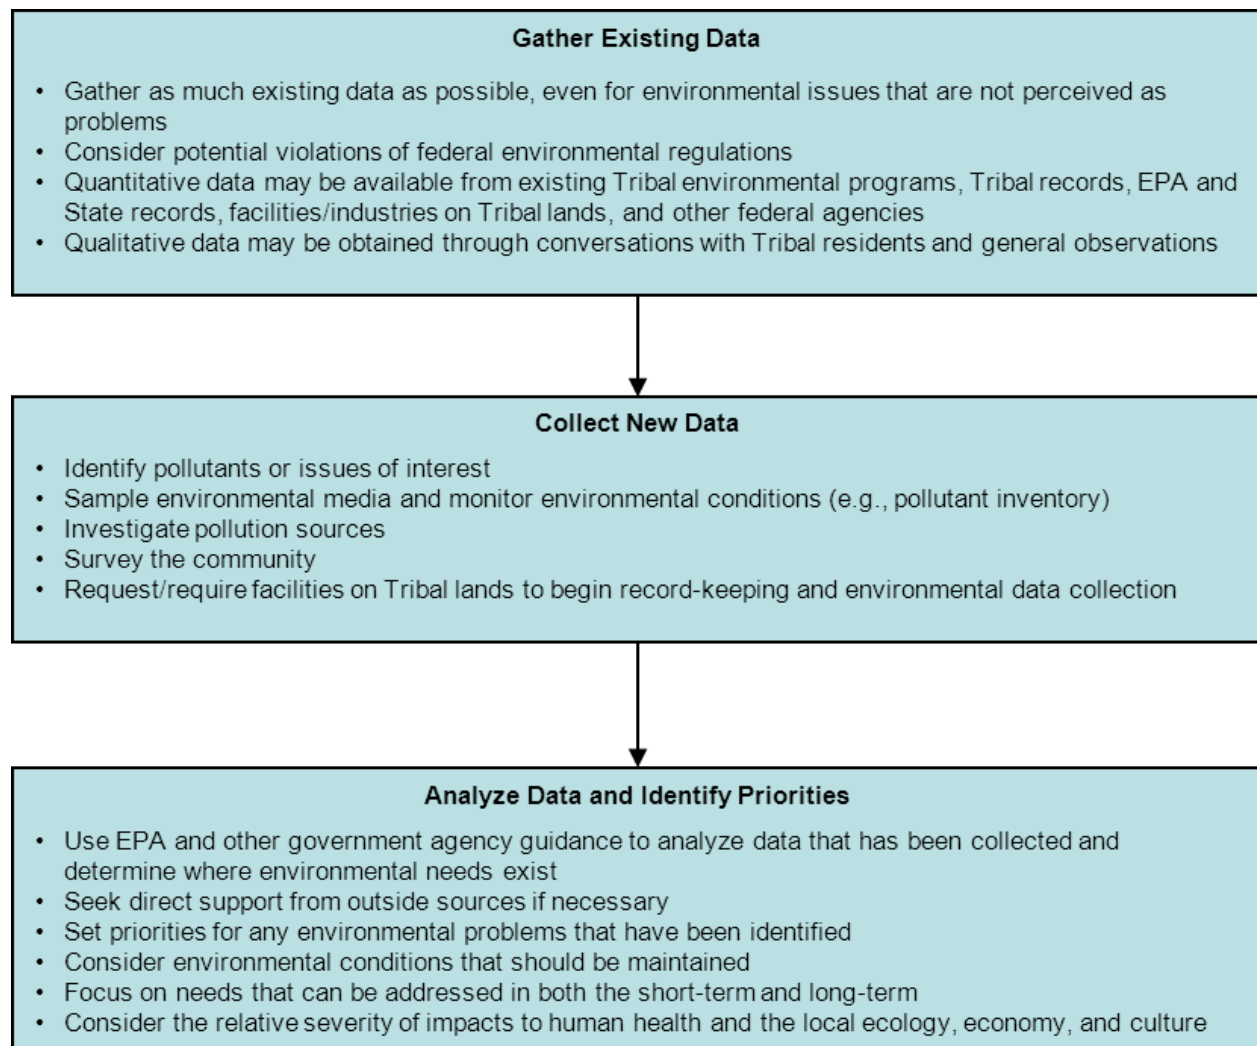 Gather Existing Data
• Gather as much existing data as possible, even for environmental issues that are not perceived as
problems
• Consider potential violations of federal environmental regulations
• Quantitative data may be available from existing Tribal environmental programs, Tribal records, EPA and
State records, facilities/industries on Tribal lands, and other federal agencies
• Qualitative data may be obtained through conversations with Tribal residents and general observations
Collect New Data
• Identify pollutants or issues of interest
• Sample environmental media and monitor environmental conditions (e.g., pollutant inventory)
• Investigate pollution sources
• Survey the community
• Request/require facilities on Tribal lands to begin record-keeping and environmental data collection
Analyze Data and Identify Priorities
• Use EPA and other government agency guidance to analyze data that has been collected and
determine where environmental needs exist
• Seek direct support from outside sources if necessary
• Set priorities for any environmental problems that have been identified
• Consider environmental conditions that should be maintained
• Focus on needs that can be addressed in both the short-term and long-term
• Consider the relative severity of impacts to human health and the local ecology, economy, and culture